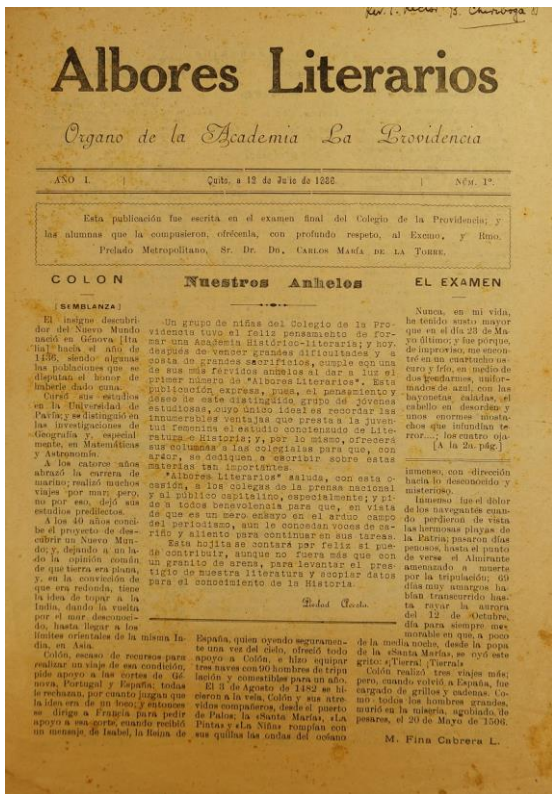 Rev. P. Rector B. Chiriboga
Albores Literarios
Organo de la Academia La Providencia
AÑO I.
Quito, a 12 de Julio de 1936
NÚM. 1º.
Esta publicación fue escrita en el examen final del Colegio de la Providencia; y
las alumnas que la compusieron, ofrécenla, con profundo respeto, al Excmo. y Rmo.
Prelado Metropolitano, Sr. Dr. Dn. CARLOS MARÍA DE LA TORRE.
COLON
[SEMBLANZA]
El insigne descubri-
dor del Nuevo Mundo
nació en Génova [Ita
lia] hacia el año de
1436, siendo algunas
las poblaciones que se
disputan el honor de
haberle dado cuna.
Cursó sus estudios
en la Universidad de
Pavía; y se distinguió en
las investigaciones de
Geografía y, especial-
mente, en Matemáticas
y Astronomía.
A los catorce años
abrazó la carrera de
marino; realizó muchos
viajes por mar; pero,
no por eso, dejó sus
estudios predilectos.
A los 40 años conci
be el proyecto de des-
cubrir un Nuevo Mun-
do; y, dejando a un la-
do la opinión común
de que tierra era plana,
y, en la convicción de
que era redonda, tiene
la idea de topar a la
India, dando la vuelta
por el mar desconoci-
do, hasta llegar a los
límites orientales de la misma In-
dia, en Asia.
Colón, escaso de recursos para
realizar un viaje de esa condición,
pide apoyo a las cortes de Gé-
nova, Portugal y España; todas
le rechazan, por cuanto juzgan que
la idea era de un loco; y entonces
se dirige a Francia para pedir
apoyo a esa corte, cuando recibió
un mensaje, de Isabel, la Reina de
Nuestros Anhelos
Un grupo de niñas del Colegio de la Pro-
videncia tuvo el feliz pensamiento de for-
mar una Academia Histórico-literaria; y hoy,
después de vencer grandes dificultades y a
costa de grandes sacrificios, cumple con una
de sus más férvidos anhelos al dar a luz el
primer número de "Albores Literarios". Esta
publicación expresa, pues, el pensamiento y
deseo de este distinguido grupo de jóvenes
estudiosas, cuyo único ideal es recordar las
innumerables ventajas que presta a la juven-
tud femenina el estudio concienzudo de Lite-
ratura e Historia; y, por lo mismo, ofrecerá
sus columnas a las colegialas para que, con
ardor, se dediquen a escribir sobre estas
materias tan importantes.
"Albores Literarios" saluda, con esta o-
casión, a los colegas de la prensa nacional
y al público capitalino, especialmente; y pi-
de a todos benevolencia para que, en vista
de que es un mero ensayo en el arduo campo
del periodismo, aun le concedan voces de ca-
riño y aliento para continuar en sus tareas.
Esta hojita se contará por feliz si pue-
de contribuir, aunque no fuera más que con
un granito de arena, para levantar el pres-
tigio de nuestra literatura y acopiar datos
para el conocimiento de la Historia.
Piedad
España, quien oyendo seguramen-
te una vez del cielo, ofreció todo
apoyo a Colón, e hizo equipar
tres naves con 90 hombres de tripu
lación y comestibles para un año.
El 3 de Agosto de 1482 se hi-
cieron a la vela, Colón y sus atre-
vidos compañeros, desde el puerto
de Palos; la «Santa María», «La
Pinta» y «La Niña» rompían con
sus quillas las ondas del océano
EL EXAMEN
Nunca, en mi vida,
he tenido susto mayor
que en el día 23 de Ma-
yo último; y fue porque,
de improviso, me encon-
tré en un cuartucho os-
curo y frío, en medio de
dos gendarmes, unifor-
mados de azul, con las
bayonetas caladas, el
cabello en desorden y
unos enormes mosta-
chos que infundían te
rror....; los cuatro oja-
[A la 2a. pág.]
inmenso, con dirección
hacia lo desconocido y
misterioso.
Inmenso fue el dolor
de los navegantes cuan-
do perdieron de vista
las hermosas playas de
la Patria; pasaron días
penosos, hasta el punto
de verse el Almirante
amenazado a muerte
por la tripulación; 69
días muy amargos ha-
bían transcurrido has-
ta rayar la aurora
del 12 de Octubre,
día para siempre me-
morable en que, a poco
de la media noche, desde la popa
de la «Santa María», se oyó este
grito: «¡Tierra! ¡Tierra!»
Colón realizó tres viajes más;
pero, cuando volvió a España, fue
cargado de grillos y cadenas. Co-
mo todos los hombres grandes,
murió en la miseria, agobiado de
pesares, el 20 de Mayo de 1506.
M. Fina Cabrera L.